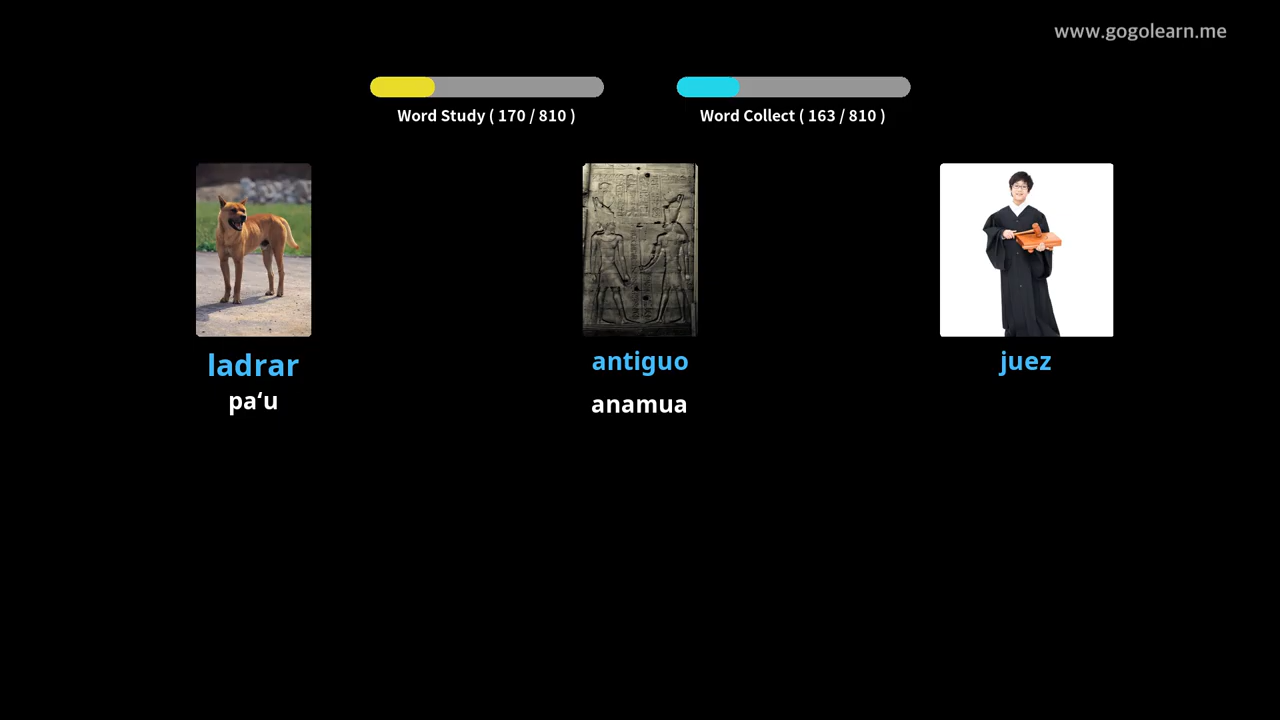 www.gogolearn.me
Word Study ( 170 / 810 )
Word Collect ( 163 / 810 )
ladrar
antiguo
juez
paʻu
anamua